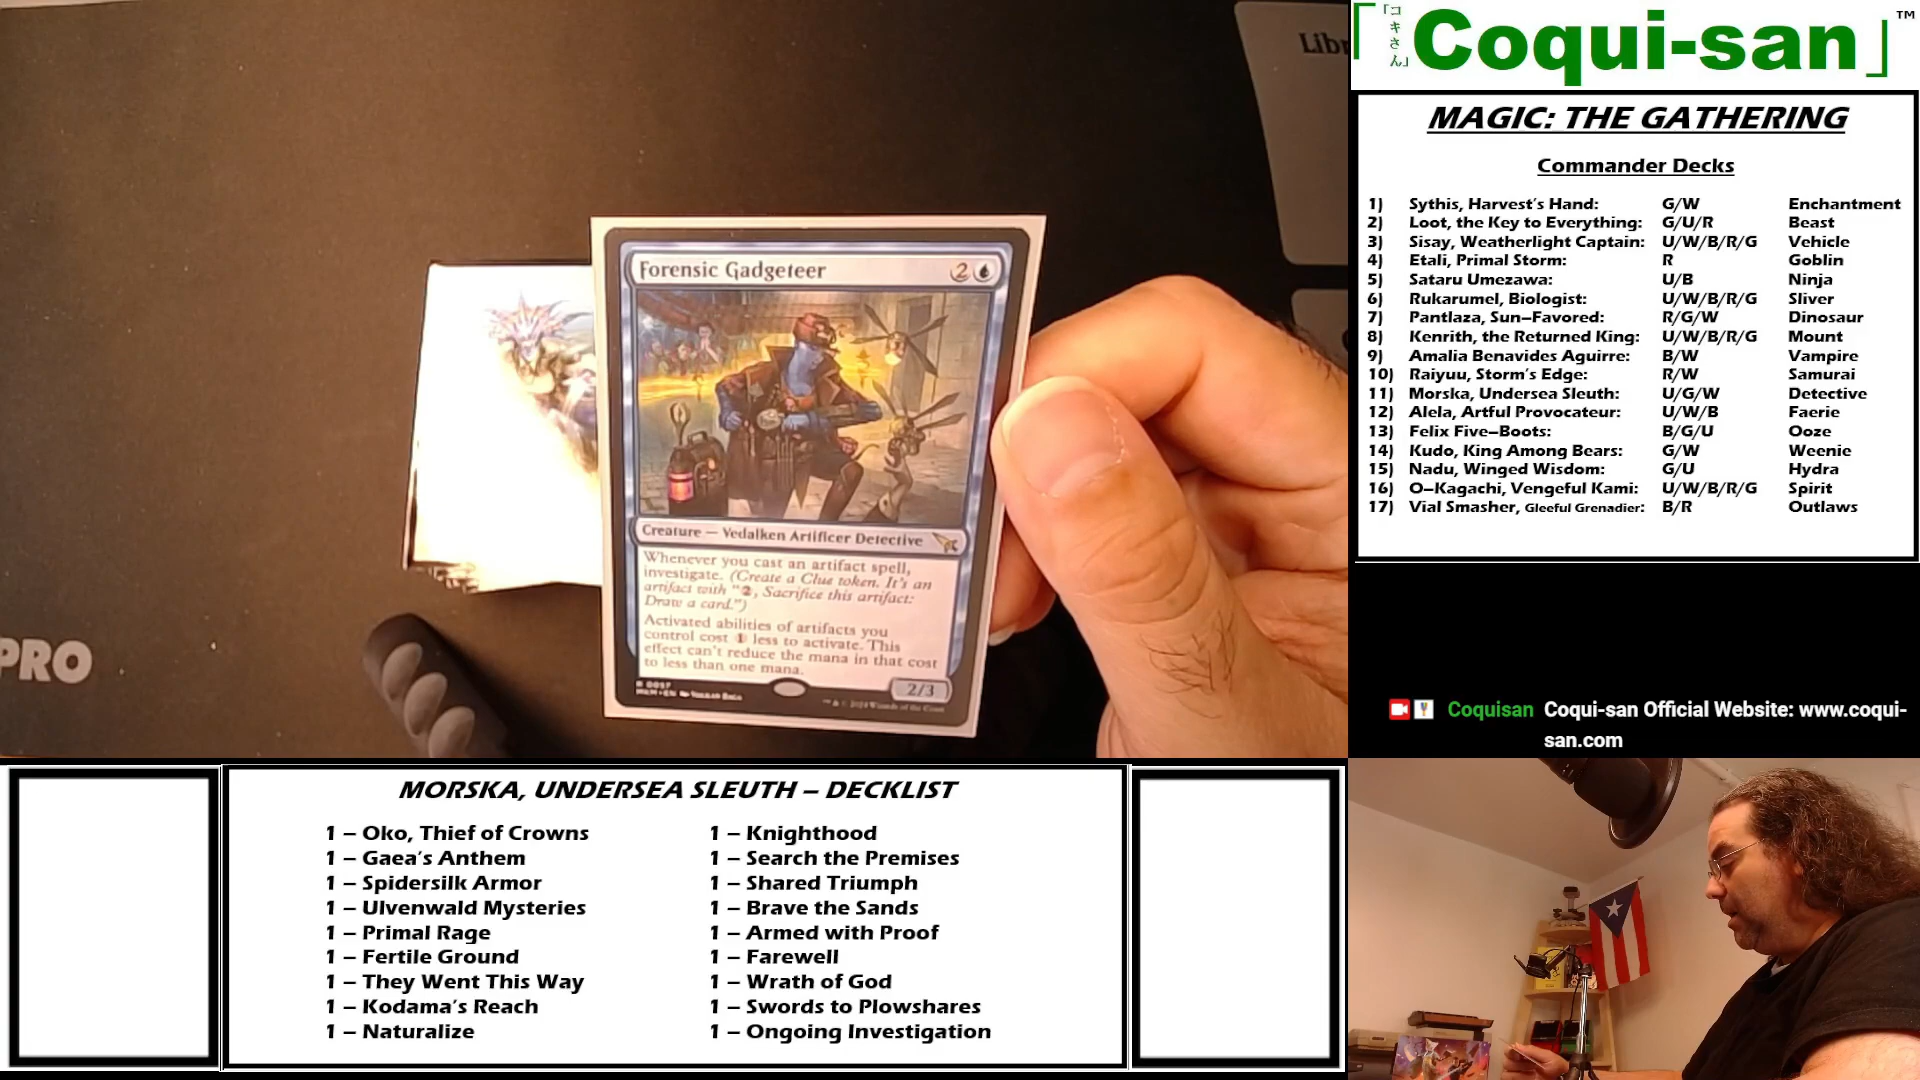 Libr
PRO
Forensic Gadgeteer 2
Creature — Vedalken Artificer Detective
Whenever you cast an artifact spell,
investigate. (Create a Clue token. It's an
artifact with "2, Sacrifice this artifact:
Draw a card.")
Activated abilities of artifacts you
control cost 1 less to activate. This
effect can't reduce the mana in that cost
to less than one mana.
2/3
R 0057
MKM • EN
「コキさん」
「Coqui-san」™
MAGIC: THE GATHERING
Commander Decks
1) Sythis, Harvest's Hand: G/W Enchantment
2) Loot, the Key to Everything: G/U/R Beast
3) Sisay, Weatherlight Captain: U/W/B/R/G Vehicle
4) Etali, Primal Storm: R Goblin
5) Sataru Umezawa: U/B Ninja
6) Rukarumel, Biologist: U/W/B/R/G Sliver
7) Pantlaza, Sun–Favored: R/G/W Dinosaur
8) Kenrith, the Returned King: U/W/B/R/G Mount
9) Amalia Benavides Aguirre: B/W Vampire
10) Raiyuu, Storm's Edge: R/W Samurai
11) Morska, Undersea Sleuth: U/G/W Detective
12) Alela, Artful Provocateur: U/W/B Faerie
13) Felix Five–Boots: B/G/U Ooze
14) Kudo, King Among Bears: G/W Weenie
15) Nadu, Winged Wisdom: G/U Hydra
16) O–Kagachi, Vengeful Kami: U/W/B/R/G Spirit
17) Vial Smasher, Gleeful Grenadier: B/R Outlaws
Coquisan Coqui-san Official Website: www.coqui-
san.com
MORSKA, UNDERSEA SLEUTH – DECKLIST
1 – Oko, Thief of Crowns
1 – Gaea's Anthem
1 – Spidersilk Armor
1 – Ulvenwald Mysteries
1 – Primal Rage
1 – Fertile Ground
1 – They Went This Way
1 – Kodama's Reach
1 – Naturalize
1 – Knighthood
1 – Search the Premises
1 – Shared Triumph
1 – Brave the Sands
1 – Armed with Proof
1 – Farewell
1 – Wrath of God
1 – Swords to Plowshares
1 – Ongoing Investigation